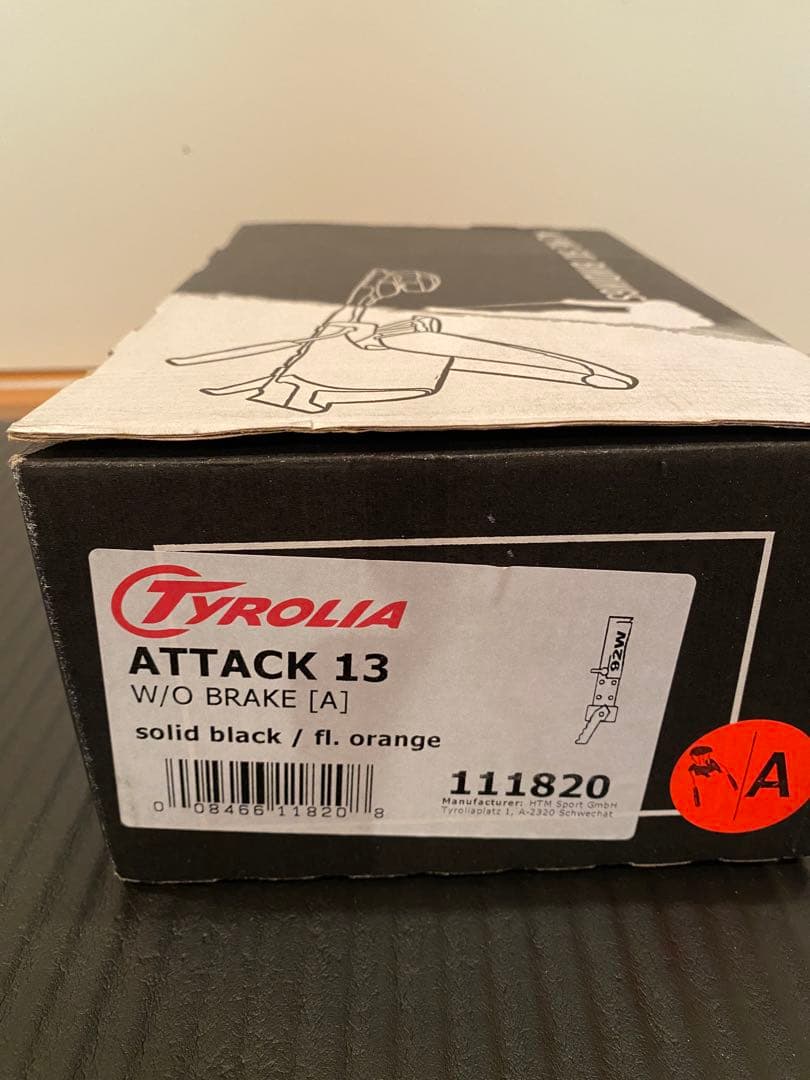 TYROLIA
ATTACK 13
W/O BRAKE [A]
solid black / fl. orange
0 08466 11820 8
111820
Manufacturer: HTM Sport GmbH
Tyroliaplatz 1, A-2320 Schwechat
92W
A